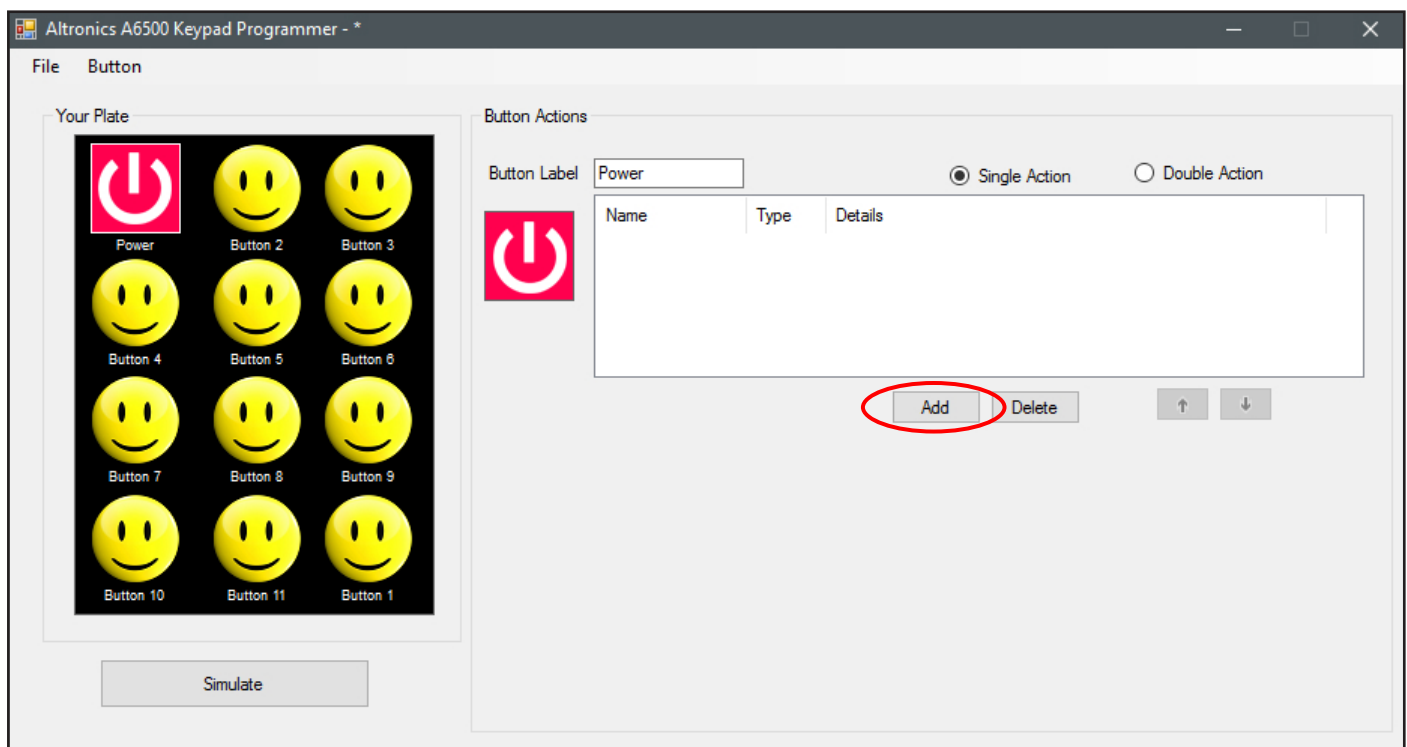 Altronics A6500 Keypad Programmer - *
File Button
Your Plate
Power Button 2 Button 3
Button 4 Button 5 Button 6
Button 7 Button 8 Button 9
Button 10 Button 11 Button 1
Simulate
Button Actions
Button Label Power Single Action Double Action
Name Type Details
Add Delete